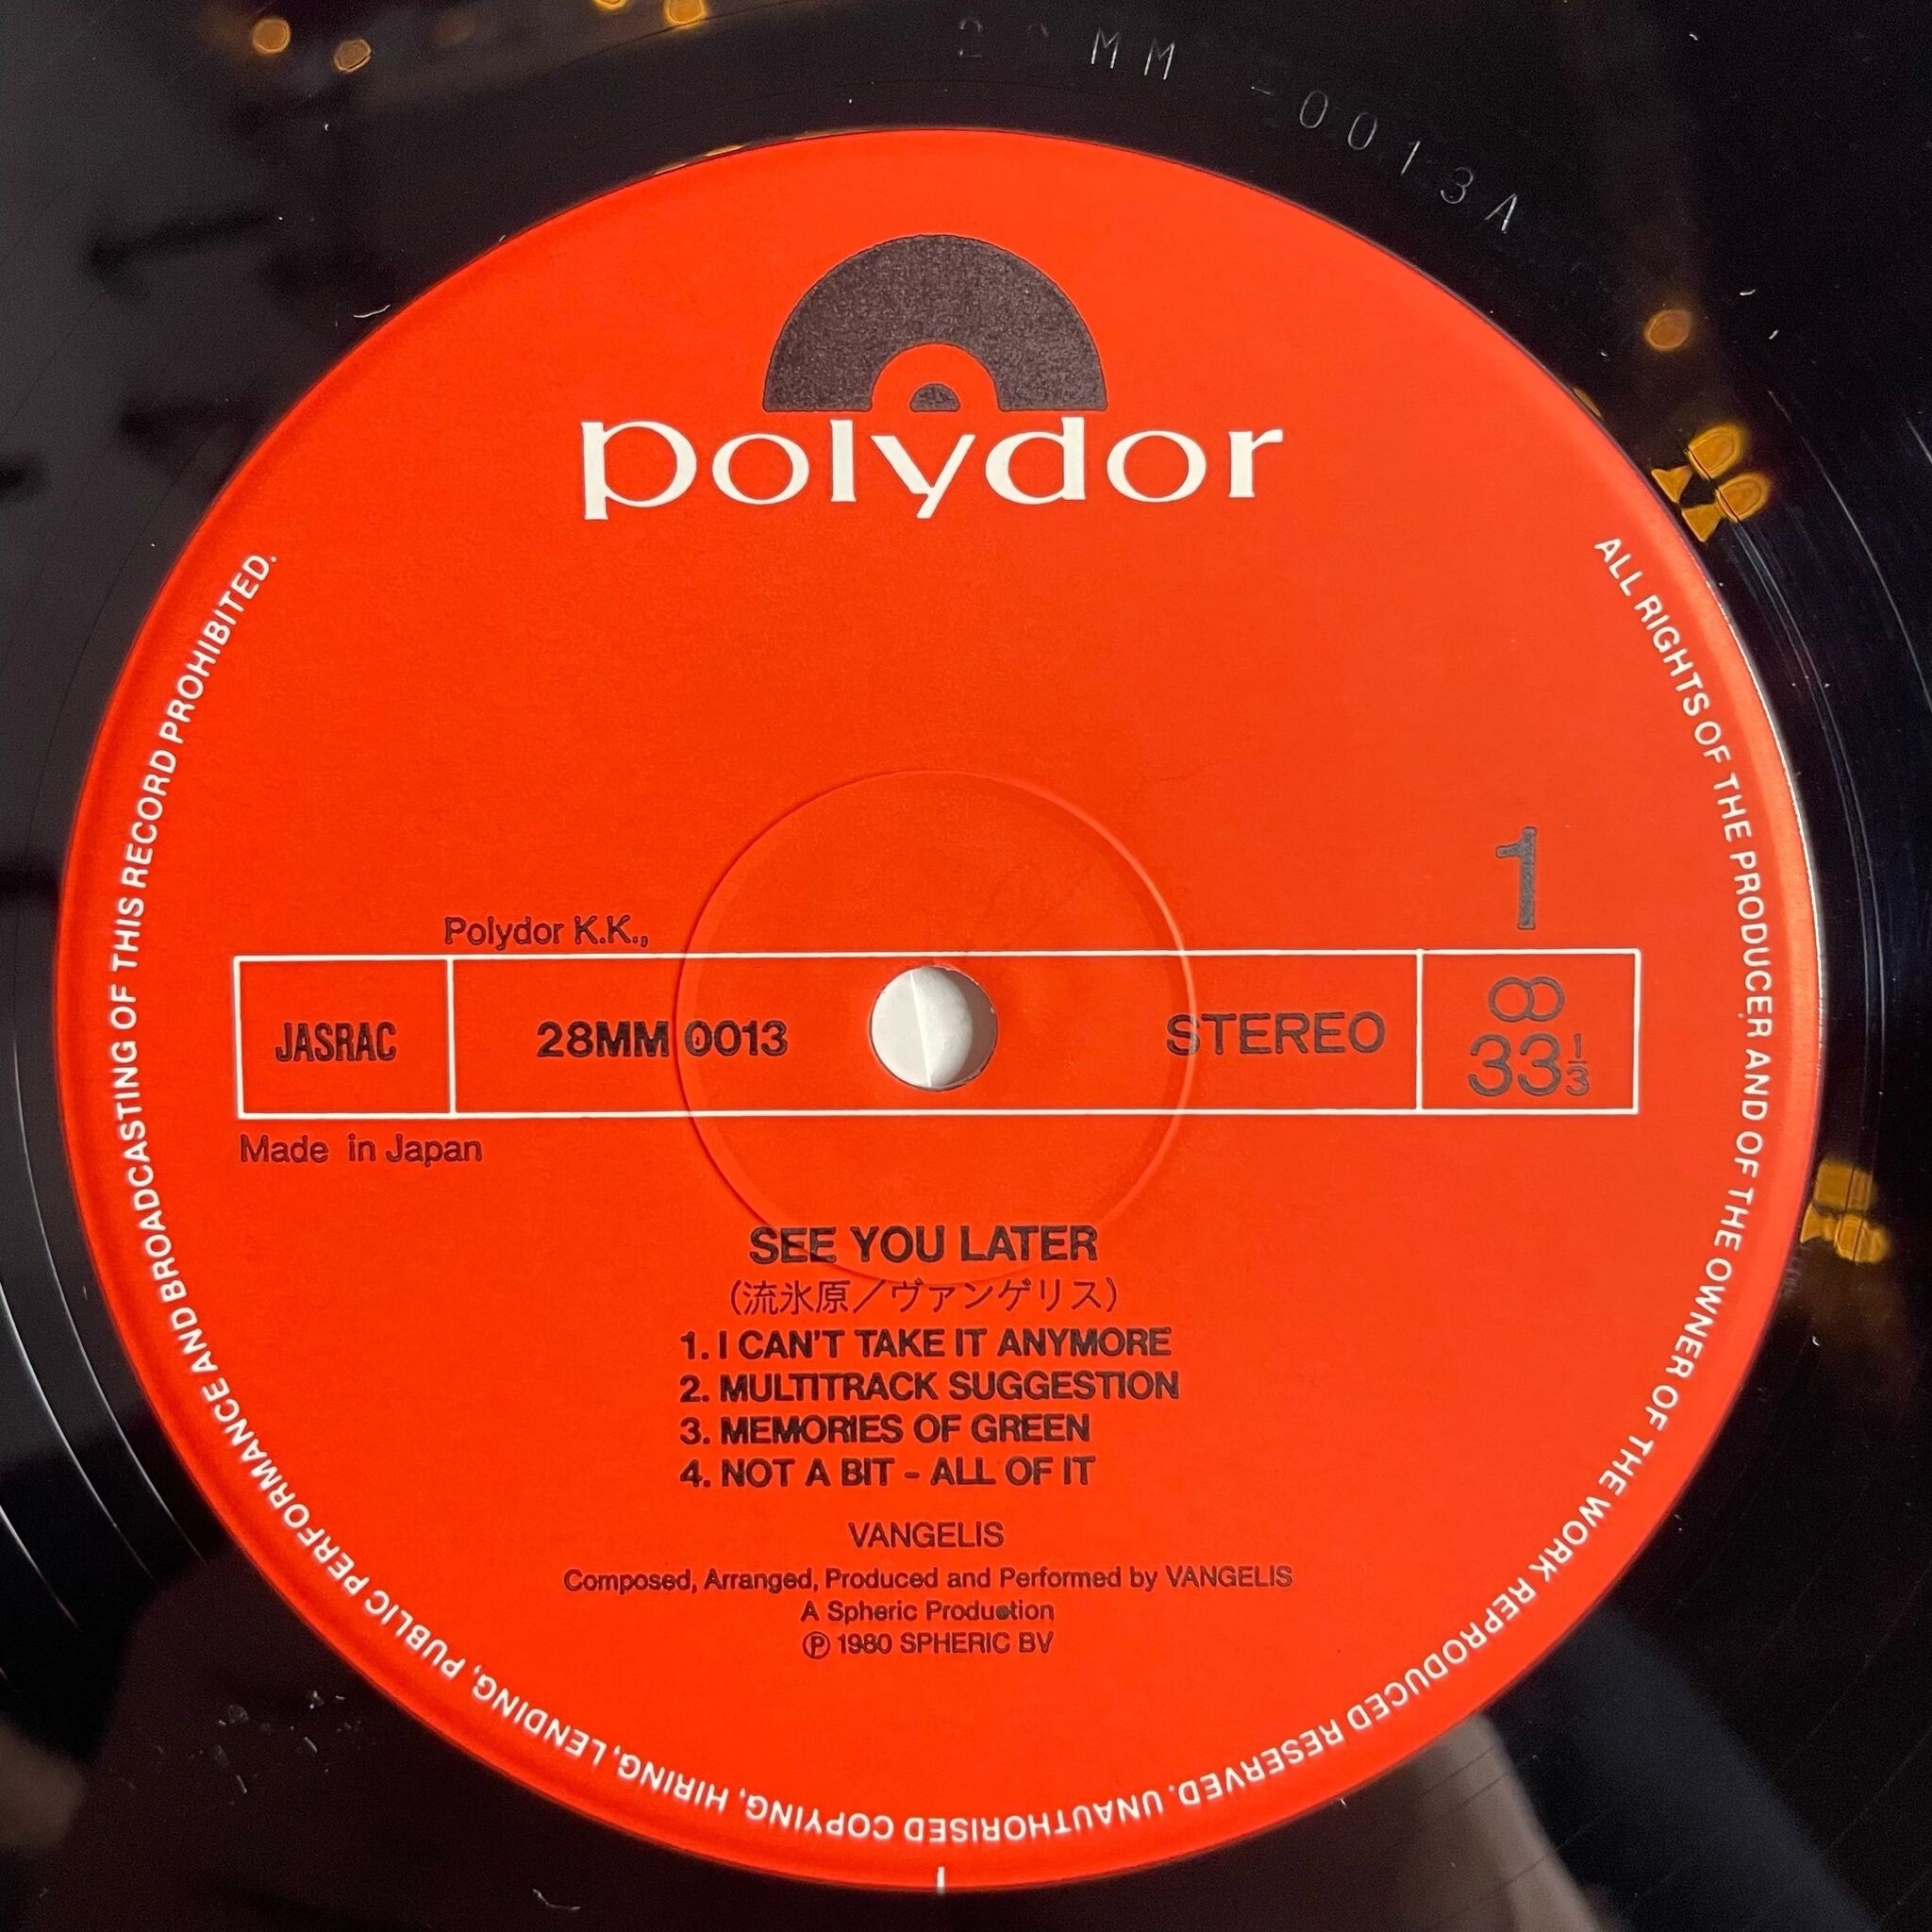 MM -0013A
polydor
1
Polydor K.K.,
JASRAC
28MM 0013
STEREO
33 1/3
Made in Japan
SEE YOU LATER
(流氷原／ヴァンゲリス)
1. I CAN'T TAKE IT ANYMORE
2. MULTITRACK SUGGESTION
3. MEMORIES OF GREEN
4. NOT A BIT - ALL OF IT
VANGELIS
Composed, Arranged, Produced and Performed by VANGELIS
A Spheric Production
Ⓟ 1980 SPHERIC BV
ALL RIGHTS OF THE PRODUCER AND OF THE OWNER OF THE WORK REPRODUCED RESERVED. UNAUTHORISED COPYING, HIRING, LENDING, PUBLIC PERFORMANCE AND BROADCASTING OF THIS RECORD PROHIBITED.